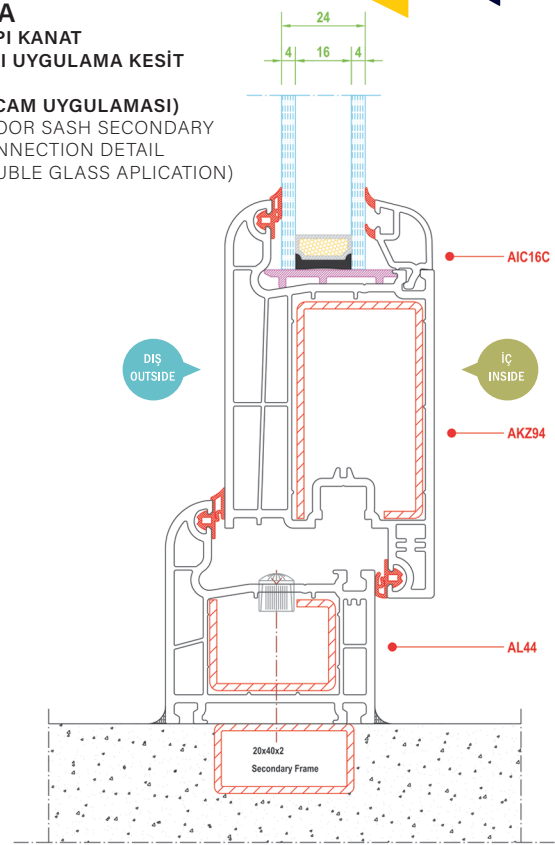 A
PI KANAT
I UYGULAMA KESİT
CAM UYGULAMASI)
OOR SASH SECONDARY
NNECTION DETAIL
UBLE GLASS APLICATION)
24
4 16 4
AIC16C
DIŞ
OUTSIDE
İÇ
INSIDE
AKZ94
AL44
20x40x2
Secondary Frame